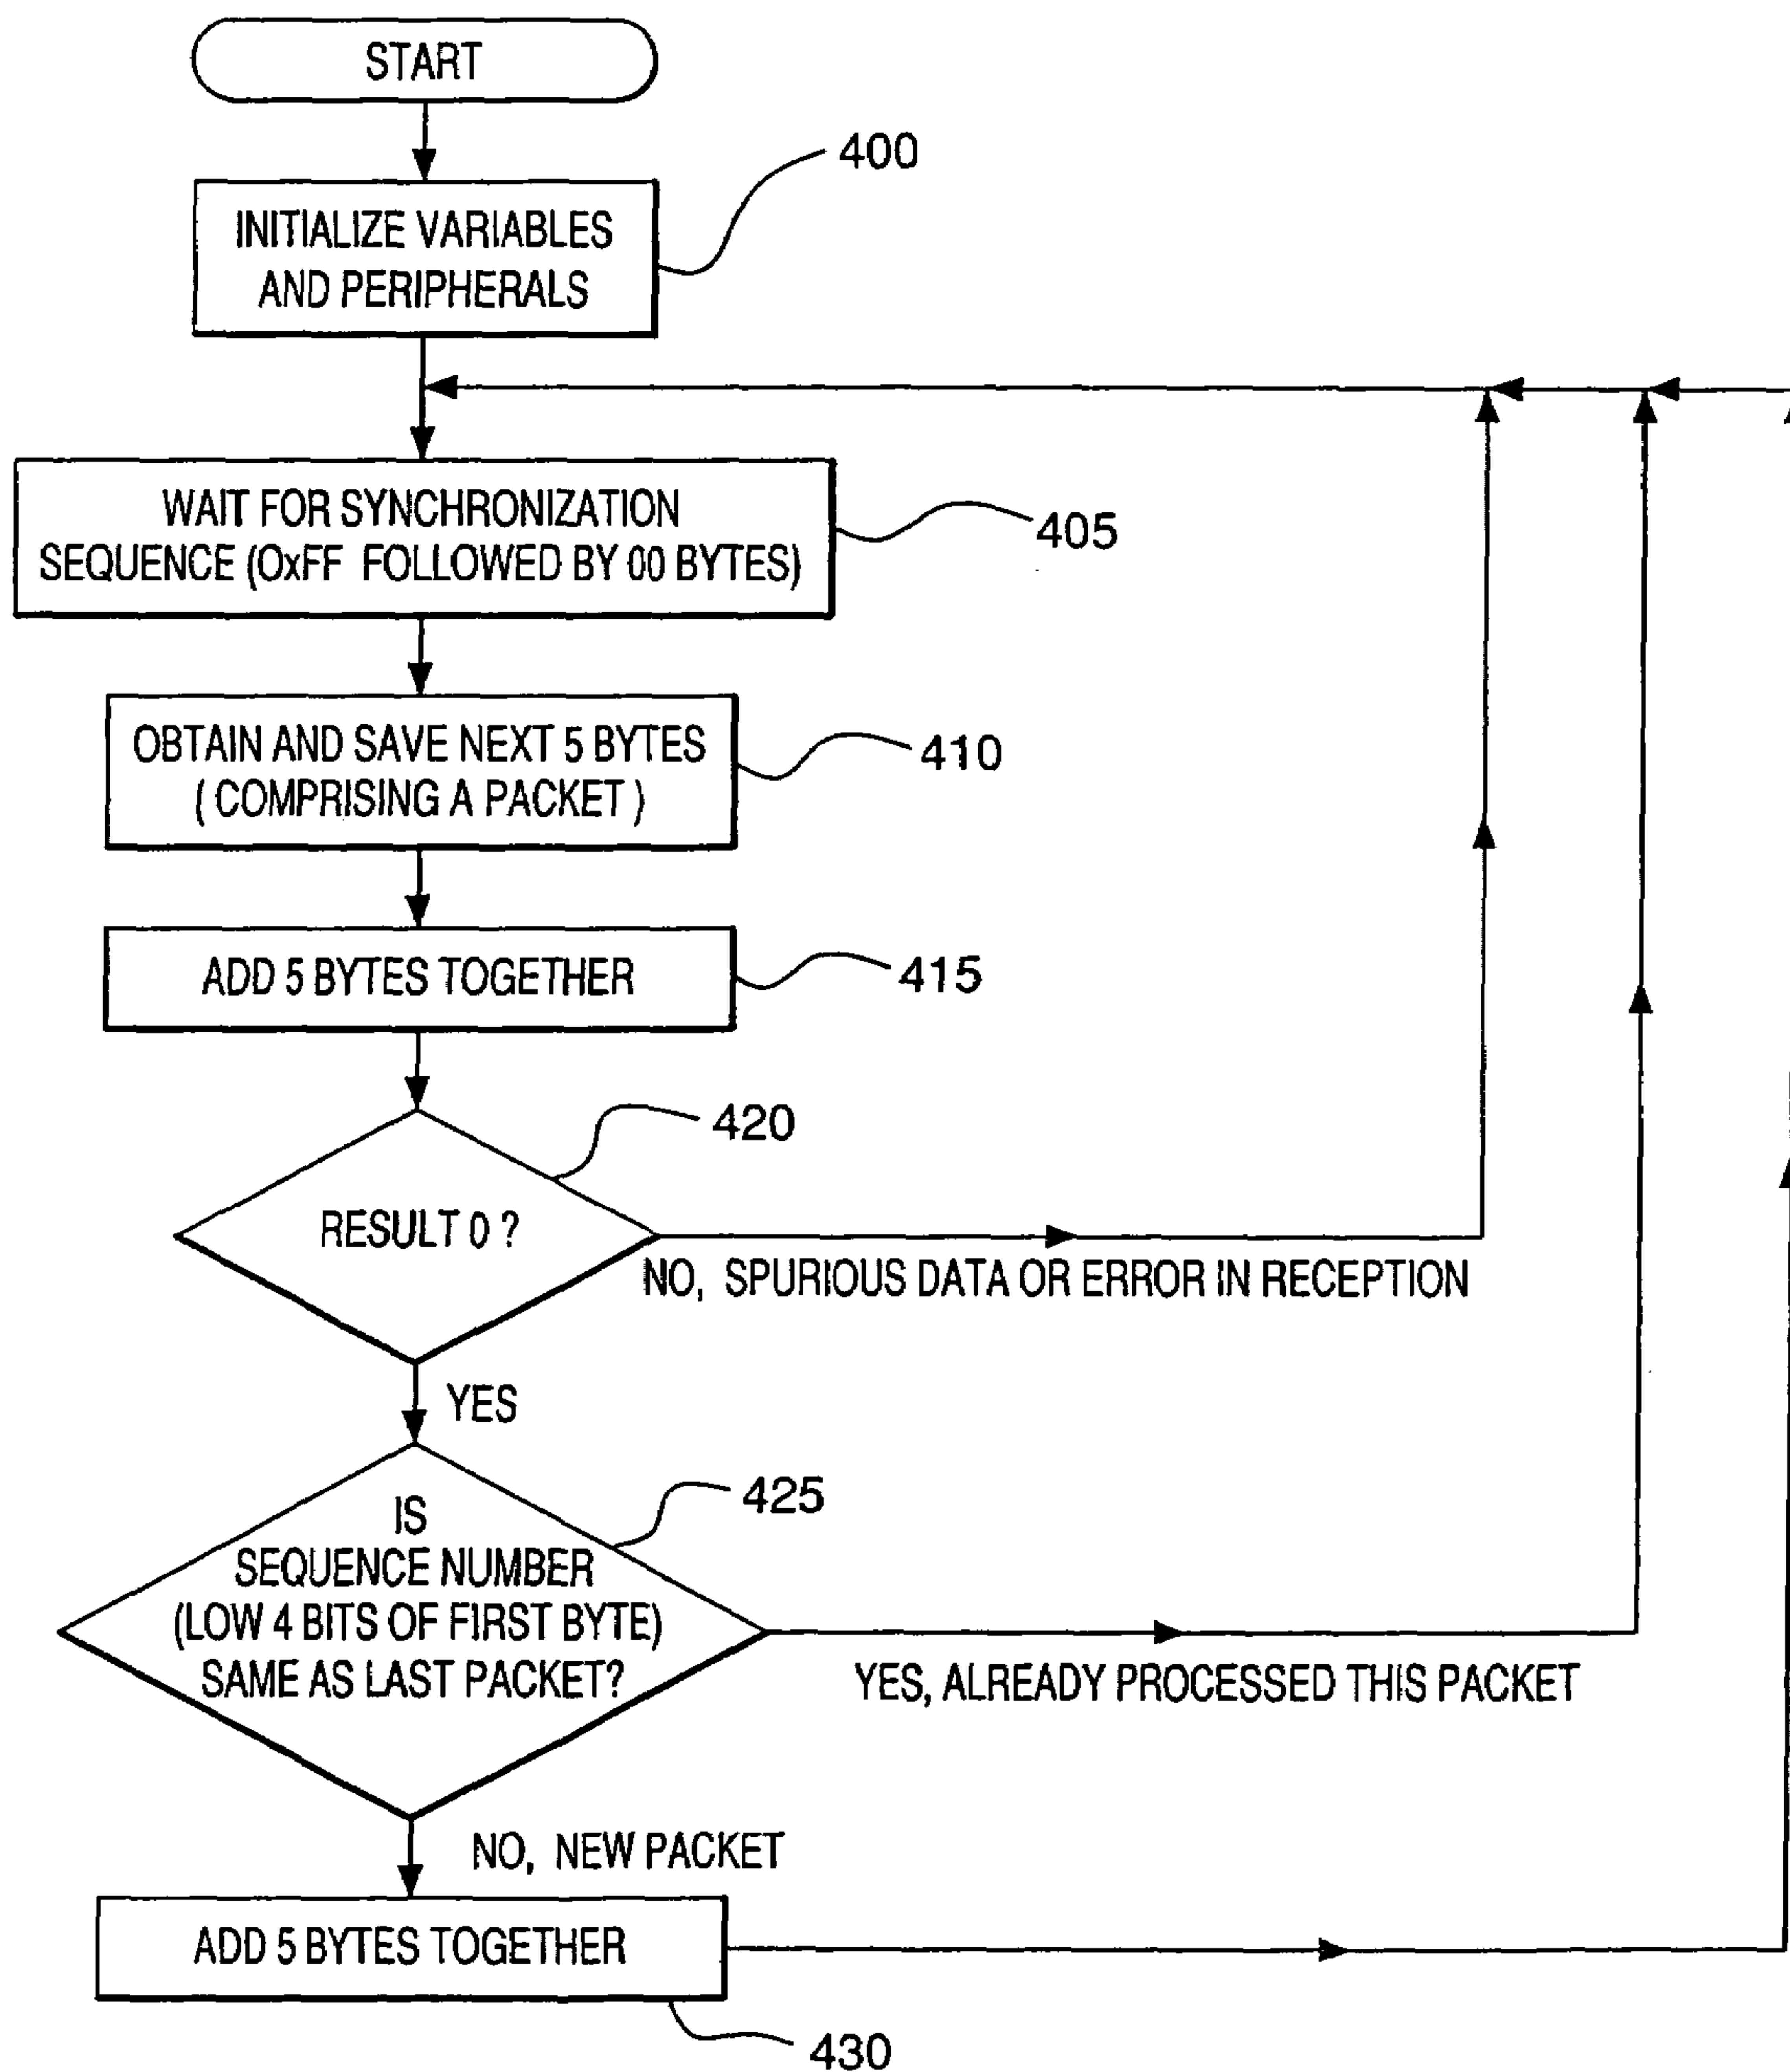 START
400
INITIALIZE VARIABLES
AND PERIPHERALS
WAIT FOR SYNCHRONIZATION
SEQUENCE (0xFF FOLLOWED BY 00 BYTES)
405
OBTAIN AND SAVE NEXT 5 BYTES
( COMPRISING A PACKET )
410
ADD 5 BYTES TOGETHER
415
420
RESULT 0 ?
NO, SPURIOUS DATA OR ERROR IN RECEPTION
YES
425
IS
SEQUENCE NUMBER
(LOW 4 BITS OF FIRST BYTE)
SAME AS LAST PACKET?
YES, ALREADY PROCESSED THIS PACKET
NO, NEW PACKET
ADD 5 BYTES TOGETHER
430